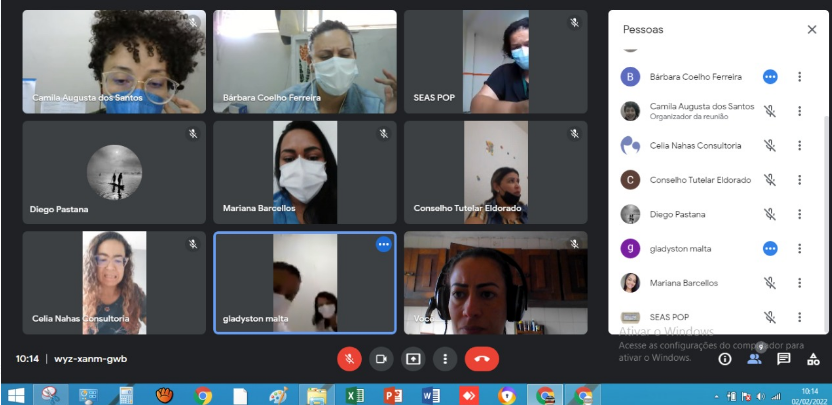 Camila Augusta dos Santos
Bárbara Coelho Ferreira
SEAS POP
Diego Pastana
Mariana Barcellos
Conselho Tutelar Eldorado
Celia Nahas Consultoria
gladyston malta
Você
10:14 | wyz-xanm-gwb
Pessoas
B Bárbara Coelho Ferreira
Camila Augusta dos Santos
Organizador da reunião
Celia Nahas Consultoria
C Conselho Tutelar Eldorado
Diego Pastana
g gladyston malta
Mariana Barcellos
SEAS POP
Ativar o Windows
Acesse as configurações do computador para
ativar o Windows.
9
10:14
02/02/2022